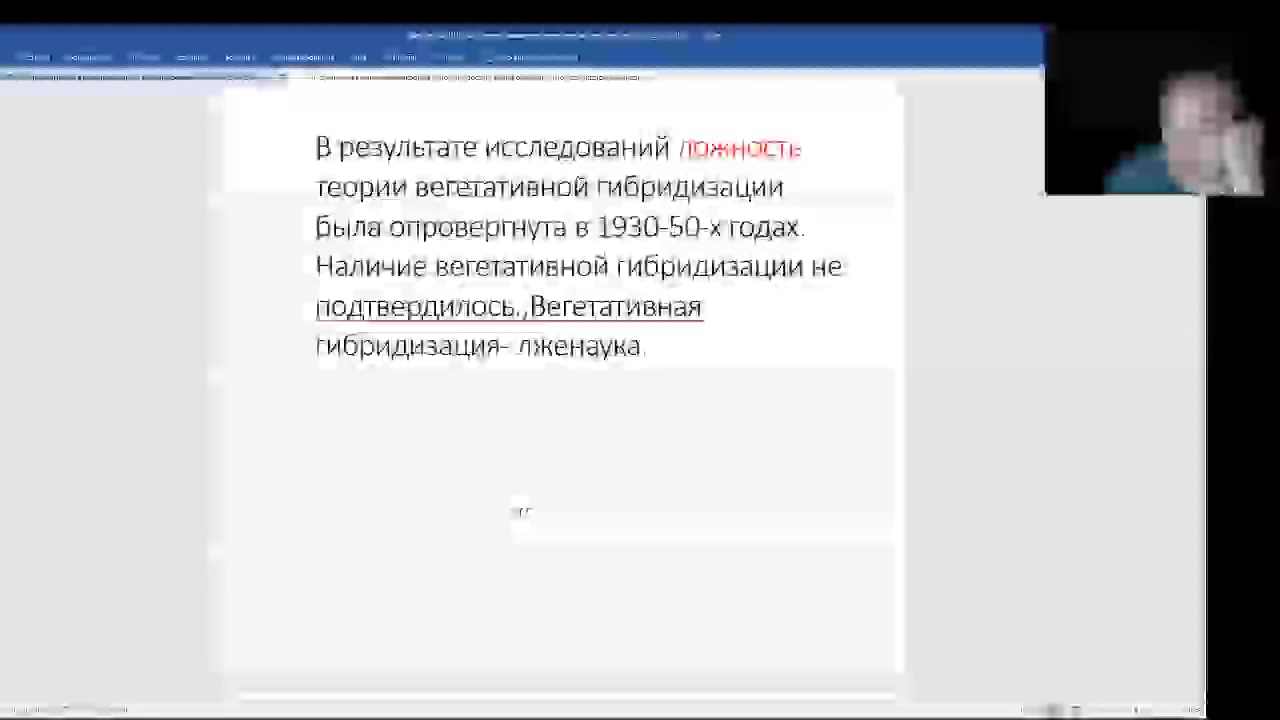 В результате исследований ложность
теории вегетативной гибридизации
была опровергнута в 1930-50-х годах.
Наличие вегетативной гибридизации не
подтвердилось.,Вегетативная
гибридизация- лженаука.